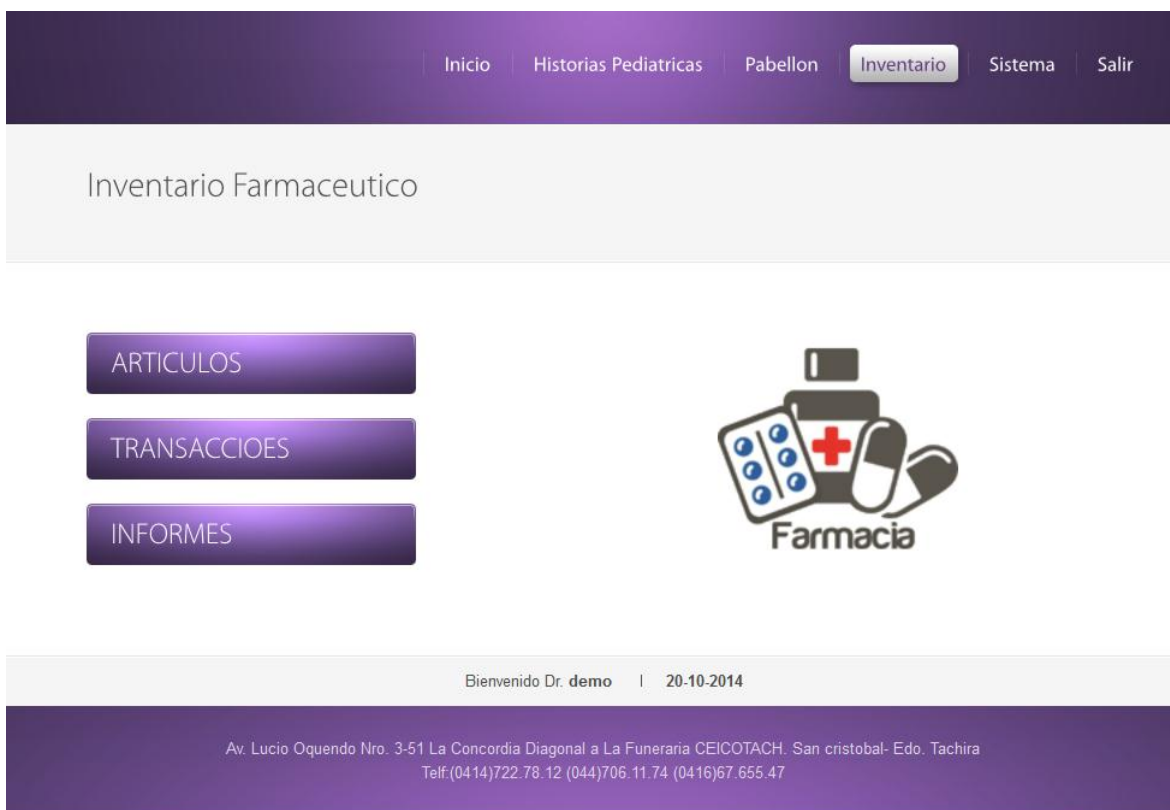 Inicio Historias Pediatricas Pabellon Inventario Sistema Salir
Inventario Farmaceutico
ARTICULOS
TRANSACCIOES
INFORMES
Farmacia
Bienvenido Dr. demo | 20-10-2014
Av. Lucio Oquendo Nro. 3-51 La Concordia Diagonal a La Funeraria CEICOTACH. San cristobal- Edo. Tachira
Telf:(0414)722.78.12 (044)706.11.74 (0416)67.655.47